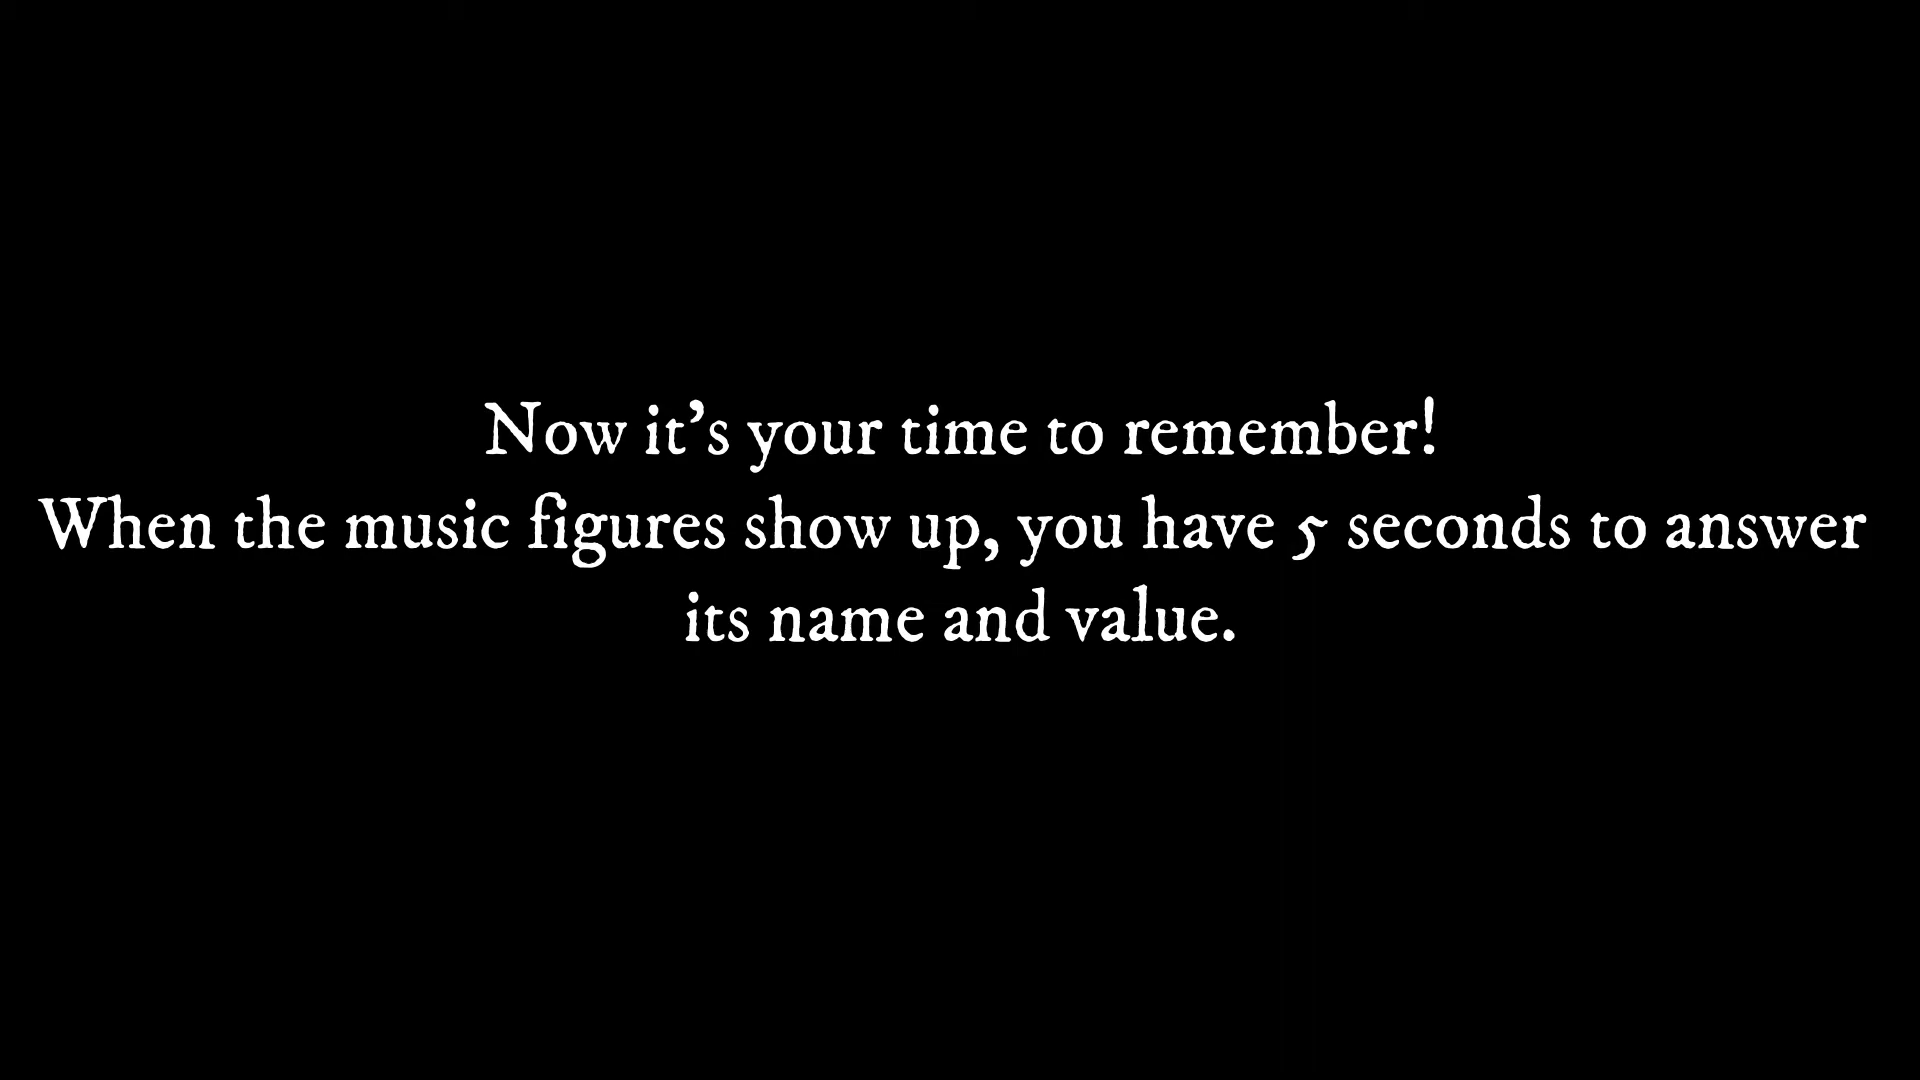 Now it's your time to remember!
When the music figures show up, you have 5 seconds to answer
its name and value.